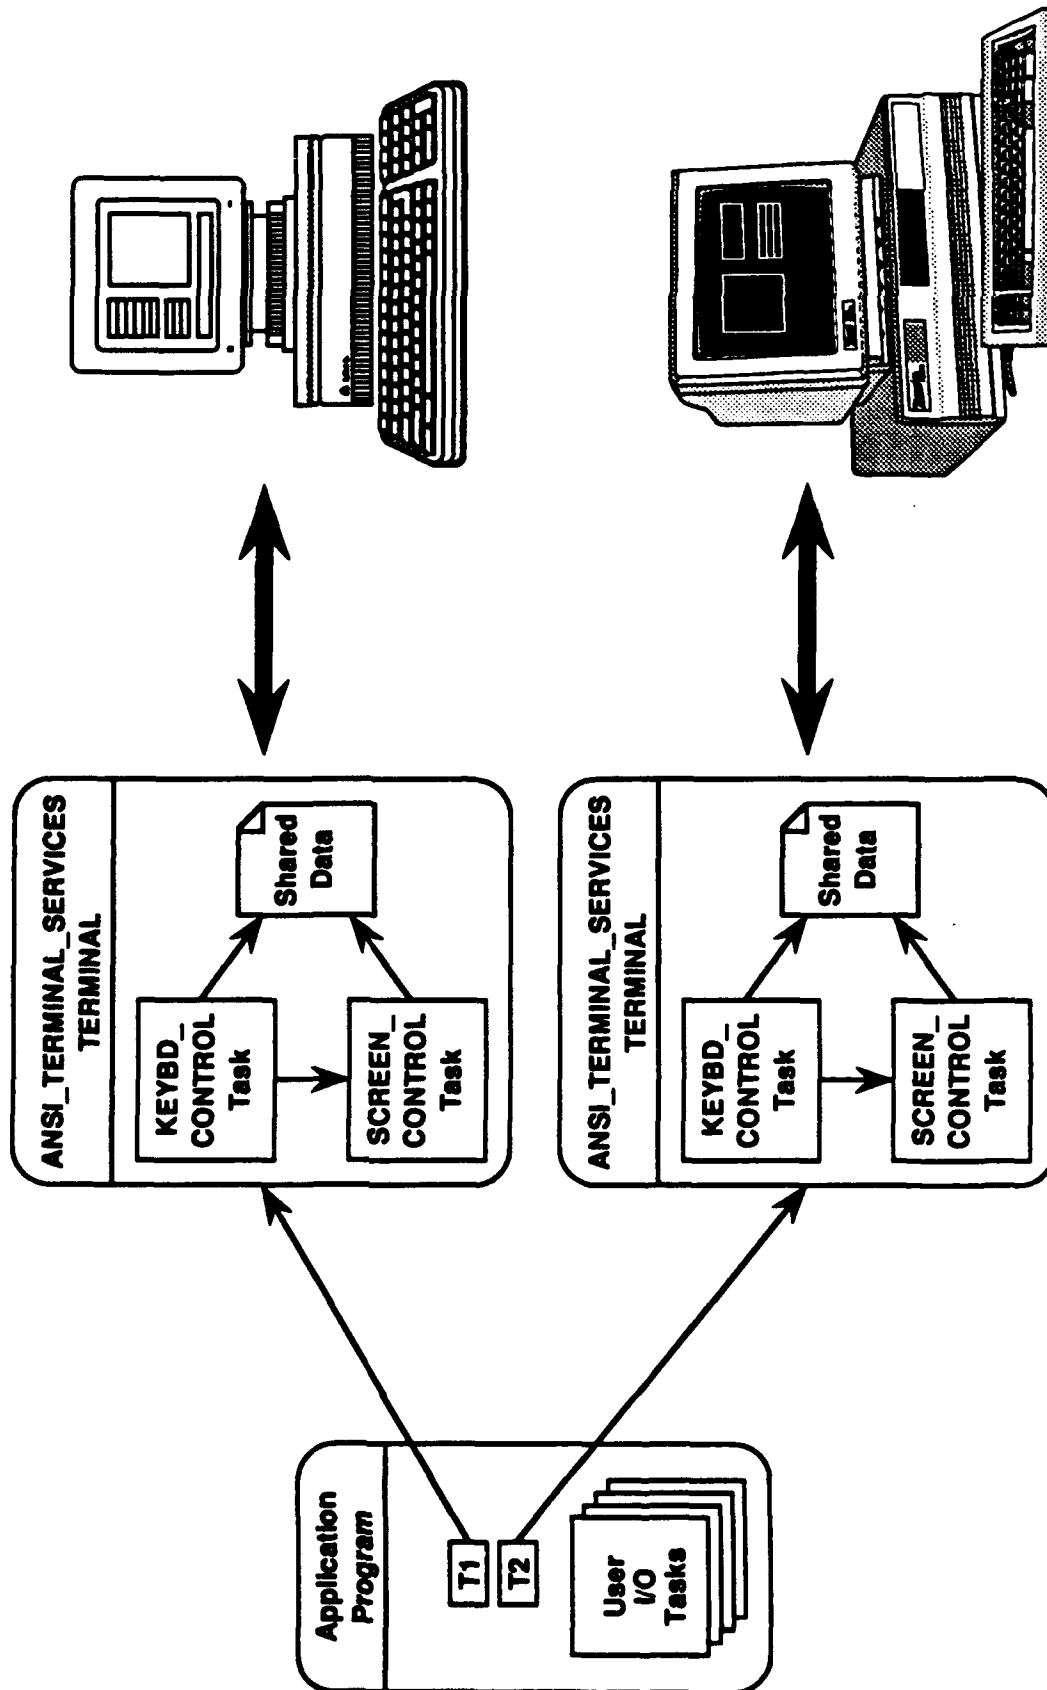 Application
Program
T1
T2
User
I/O
Tasks
ANSI_TERMINAL_SERVICES
TERMINAL
KEYBD_
CONTROL
Task
SCREEN_
CONTROL
Task
Shared
Data
ANSI_TERMINAL_SERVICES
TERMINAL
KEYBD_
CONTROL
Task
SCREEN_
CONTROL
Task
Shared
Data